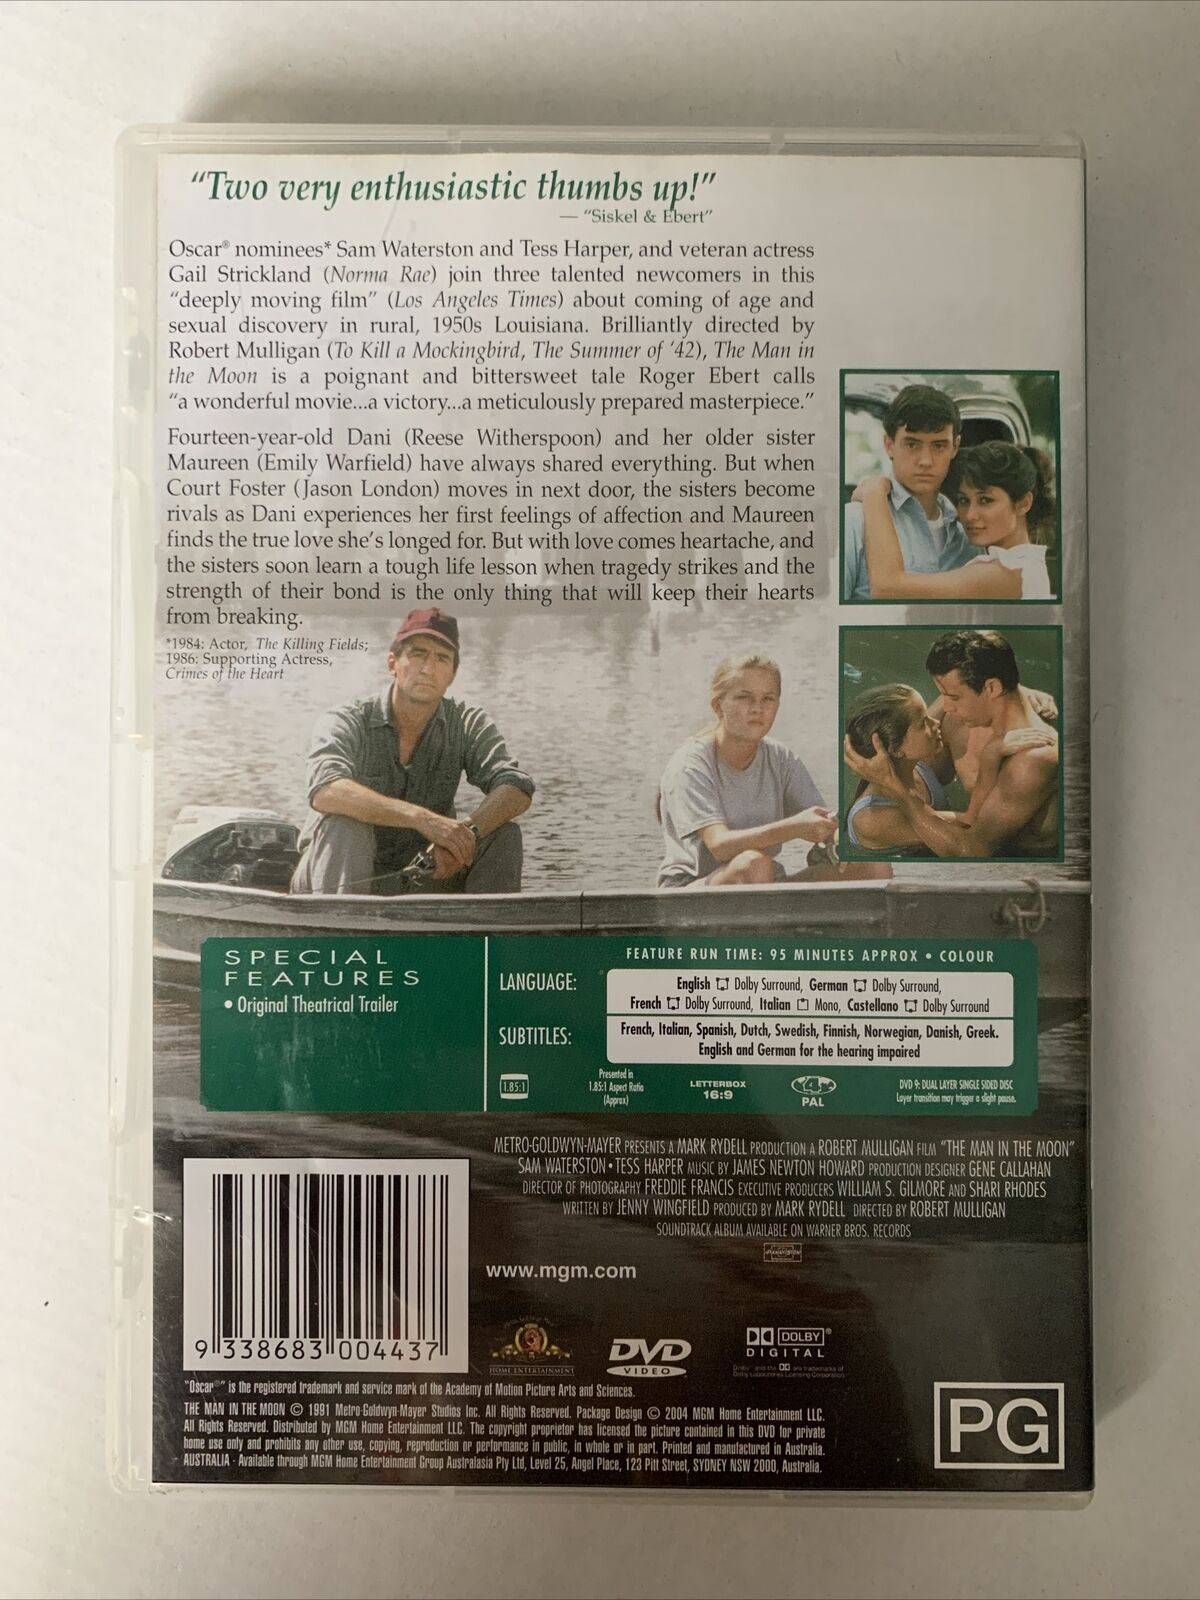 “Two very enthusiastic thumbs up!”
— “Siskel & Ebert”
Oscar® nominees* Sam Waterston and Tess Harper, and veteran actress
Gail Strickland (Norma Rae) join three talented newcomers in this
“deeply moving film” (Los Angeles Times) about coming of age and
sexual discovery in rural, 1950s Louisiana. Brilliantly directed by
Robert Mulligan (To Kill a Mockingbird, The Summer of ‘42), The Man in
the Moon is a poignant and bittersweet tale Roger Ebert calls
“a wonderful movie...a victory...a meticulously prepared masterpiece.”
Fourteen-year-old Dani (Reese Witherspoon) and her older sister
Maureen (Emily Warfield) have always shared everything. But when
Court Foster (Jason London) moves in next door, the sisters become
rivals as Dani experiences her first feelings of affection and Maureen
finds the true love she’s longed for. But with love comes heartache, and
the sisters soon learn a tough life lesson when tragedy strikes and the
strength of their bond is the only thing that will keep their hearts
from breaking.
*1984: Actor, The Killing Fields;
1986: Supporting Actress,
Crimes of the Heart
SPECIAL
FEATURES
• Original Theatrical Trailer
FEATURE RUN TIME: 95 MINUTES APPROX • COLOUR
LANGUAGE:
English Dolby Surround, German Dolby Surround,
French Dolby Surround, Italian Mono, Castellano Dolby Surround
SUBTITLES:
French, Italian, Spanish, Dutch, Swedish, Finnish, Norwegian, Danish, Greek.
English and German for the hearing impaired
1.85:1
Presented in
1.85:1 Aspect Ratio
(Approx)
LETTERBOX
16:9
4
PAL
DVD 9: DUAL LAYER SINGLE SIDED DISC
Layer transition may trigger a slight pause.
METRO-GOLDWYN-MAYER PRESENTS A MARK RYDELL PRODUCTION A ROBERT MULLIGAN FILM “THE MAN IN THE MOON”
SAM WATERSTON • TESS HARPER MUSIC BY JAMES NEWTON HOWARD PRODUCTION DESIGNER GENE CALLAHAN
DIRECTOR OF PHOTOGRAPHY FREDDIE FRANCIS EXECUTIVE PRODUCERS WILLIAM S. GILMORE AND SHARI RHODES
WRITTEN BY JENNY WINGFIELD PRODUCED BY MARK RYDELL DIRECTED BY ROBERT MULLIGAN
SOUNDTRACK ALBUM AVAILABLE ON WARNER BROS. RECORDS
PANAVISION
www.mgm.com
9 338683 004437
HOME ENTERTAINMENT
DVD
VIDEO
DOLBY®
DIGITAL
Dolby and the are trademarks of
Dolby Laboratories Licensing Corporation
“Oscar®” is the registered trademark and service mark of the Academy of Motion Picture Arts and Sciences.
THE MAN IN THE MOON © 1991 Metro-Goldwyn-Mayer Studios Inc. All Rights Reserved. Package Design © 2004 MGM Home Entertainment LLC.
All Rights Reserved. Distributed by MGM Home Entertainment LLC. The copyright proprietor has licensed the picture contained in this DVD for private
home use only and prohibits any other use, copying, reproduction or performance in public, in whole or in part. Printed and manufactured in Australia.
AUSTRALIA - Available through MGM Home Entertainment Group Australasia Pty Ltd, Level 25, Angel Place, 123 Pitt Street, SYDNEY NSW 2000, Australia.
PG